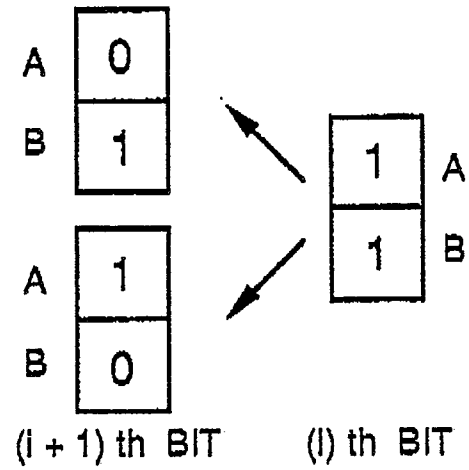 A 0
B 1
1 A
1 B
A 1
B 0
(i + 1) th BIT (I) th BIT